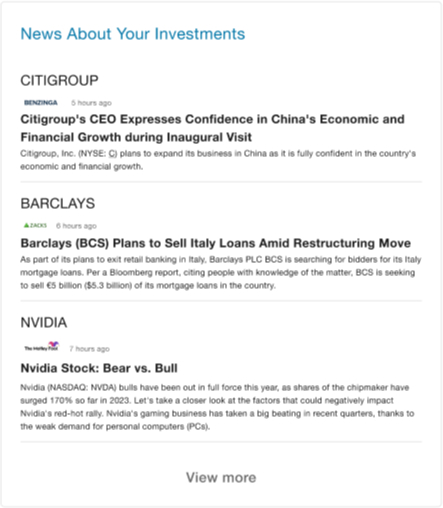 News About Your Investments
CITIGROUP
BENZINGA 5 hours ago
Citigroup's CEO Expresses Confidence in China's Economic and
Financial Growth during Inaugural Visit
Citigroup, Inc. (NYSE: C) plans to expand its business in China as it is fully confident in the country's
economic and financial growth.
BARCLAYS
ZACKS 6 hours ago
Barclays (BCS) Plans to Sell Italy Loans Amid Restructuring Move
As part of its plans to exit retail banking in Italy, Barclays PLC BCS is searching for bidders for its Italy
mortgage loans. Per a Bloomberg report, citing people with knowledge of the matter, BCS is seeking
to sell €5 billion ($5.3 billion) of its mortgage loans in the country.
NVIDIA
The Motley Fool 7 hours ago
Nvidia Stock: Bear vs. Bull
Nvidia (NASDAQ: NVDA) bulls have been out in full force this year, as shares of the chipmaker have
surged 170% so far in 2023. Let's take a closer look at the factors that could negatively impact
Nvidia's red-hot rally. Nvidia's gaming business has taken a big beating in recent quarters, thanks to
the weak demand for personal computers (PCs).
View more